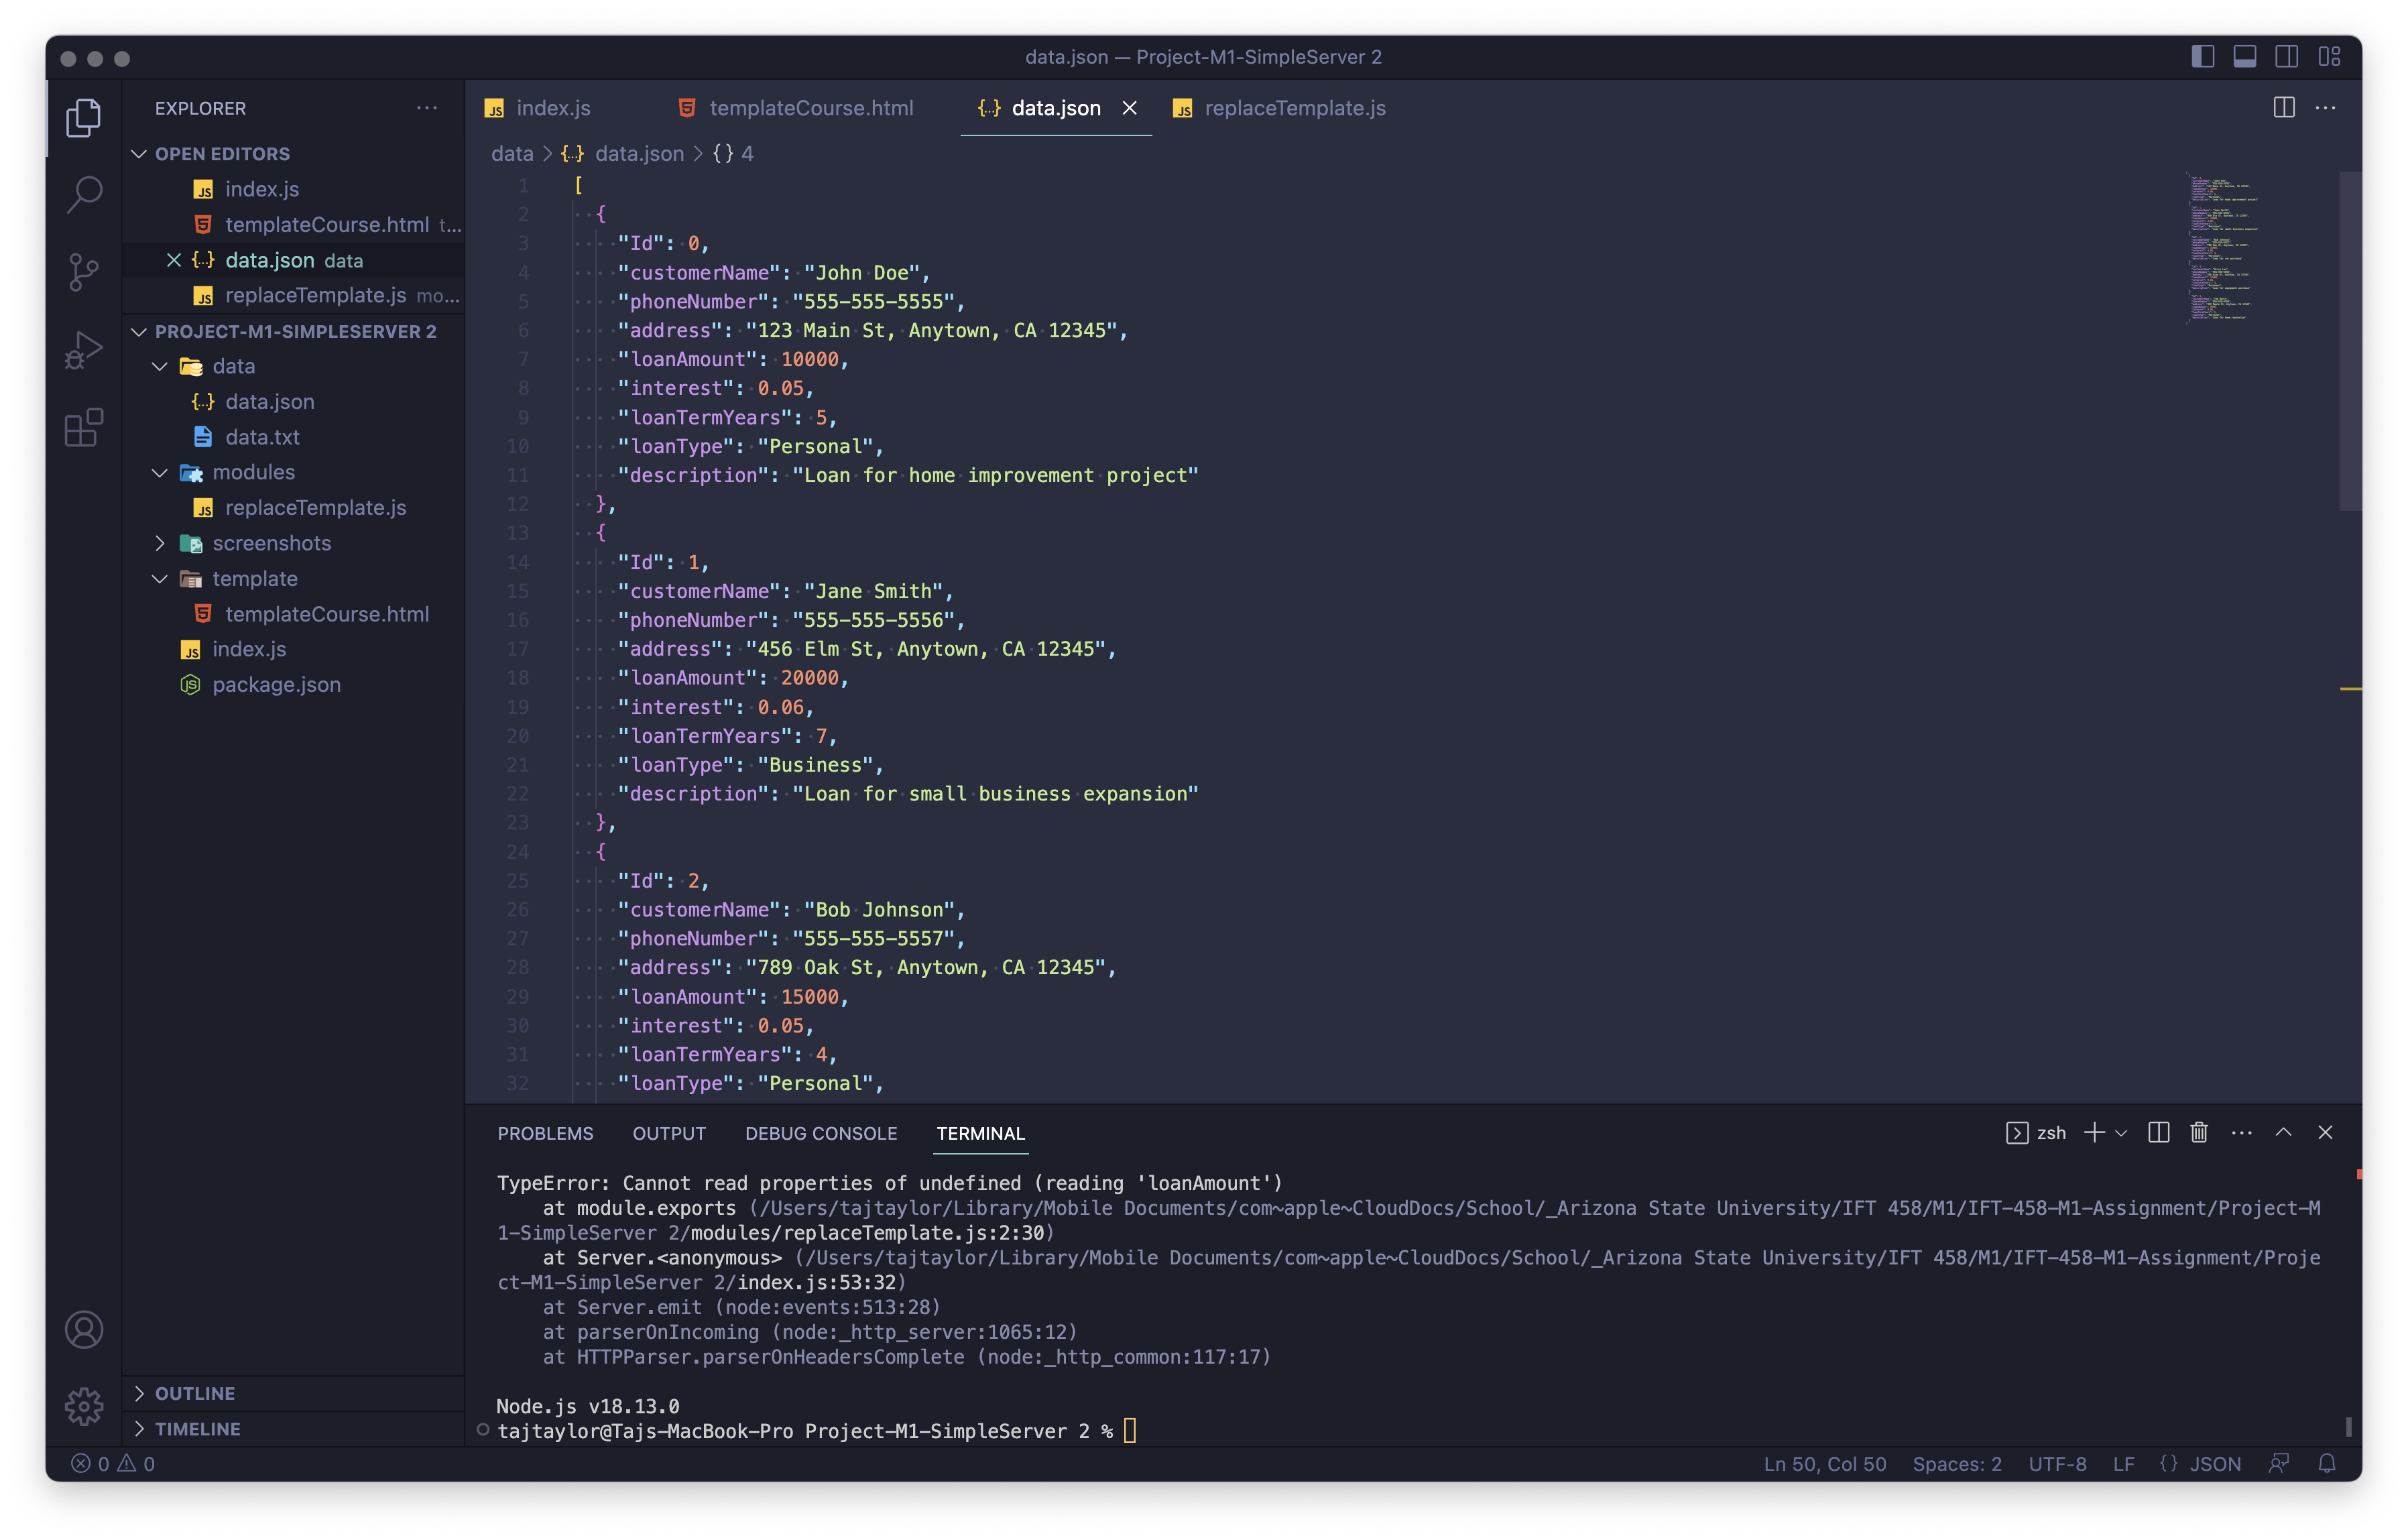 data.json — Project-M1-SimpleServer 2
EXPLORER
OPEN EDITORS
index.js
templateCourse.html t...
data.json data
replaceTemplate.js mo...
PROJECT-M1-SIMPLESERVER 2
data
data.json
data.txt
modules
replaceTemplate.js
screenshots
template
templateCourse.html
index.js
package.json
OUTLINE
TIMELINE
index.js templateCourse.html data.json replaceTemplate.js
data > {..} data.json > {} 4
1 [
2 {
3 "Id": 0,
4 "customerName": "John Doe",
5 "phoneNumber": "555-555-5555",
6 "address": "123 Main St, Anytown, CA 12345",
7 "loanAmount": 10000,
8 "interest": 0.05,
9 "loanTermYears": 5,
10 "loanType": "Personal",
11 "description": "Loan for home improvement project"
12 },
13 {
14 "Id": 1,
15 "customerName": "Jane Smith",
16 "phoneNumber": "555-555-5556",
17 "address": "456 Elm St, Anytown, CA 12345",
18 "loanAmount": 20000,
19 "interest": 0.06,
20 "loanTermYears": 7,
21 "loanType": "Business",
22 "description": "Loan for small business expansion"
23 },
24 {
25 "Id": 2,
26 "customerName": "Bob Johnson",
27 "phoneNumber": "555-555-5557",
28 "address": "789 Oak St, Anytown, CA 12345",
29 "loanAmount": 15000,
30 "interest": 0.05,
31 "loanTermYears": 4,
32 "loanType": "Personal",
PROBLEMS OUTPUT DEBUG CONSOLE TERMINAL zsh
TypeError: Cannot read properties of undefined (reading 'loanAmount')
at module.exports (/Users/tajtaylor/Library/Mobile Documents/com~apple~CloudDocs/School/_Arizona State University/IFT 458/M1/IFT-458-M1-Assignment/Project-M
1-SimpleServer 2/modules/replaceTemplate.js:2:30)
at Server.<anonymous> (/Users/tajtaylor/Library/Mobile Documents/com~apple~CloudDocs/School/_Arizona State University/IFT 458/M1/IFT-458-M1-Assignment/Proje
ct-M1-SimpleServer 2/index.js:53:32)
at Server.emit (node:events:513:28)
at parserOnIncoming (node:_http_server:1065:12)
at HTTPParser.parserOnHeadersComplete (node:_http_common:117:17)
Node.js v18.13.0
tajtaylor@Tajs-MacBook-Pro Project-M1-SimpleServer 2 %
0 0 Ln 50, Col 50 Spaces: 2 UTF-8 LF {} JSON